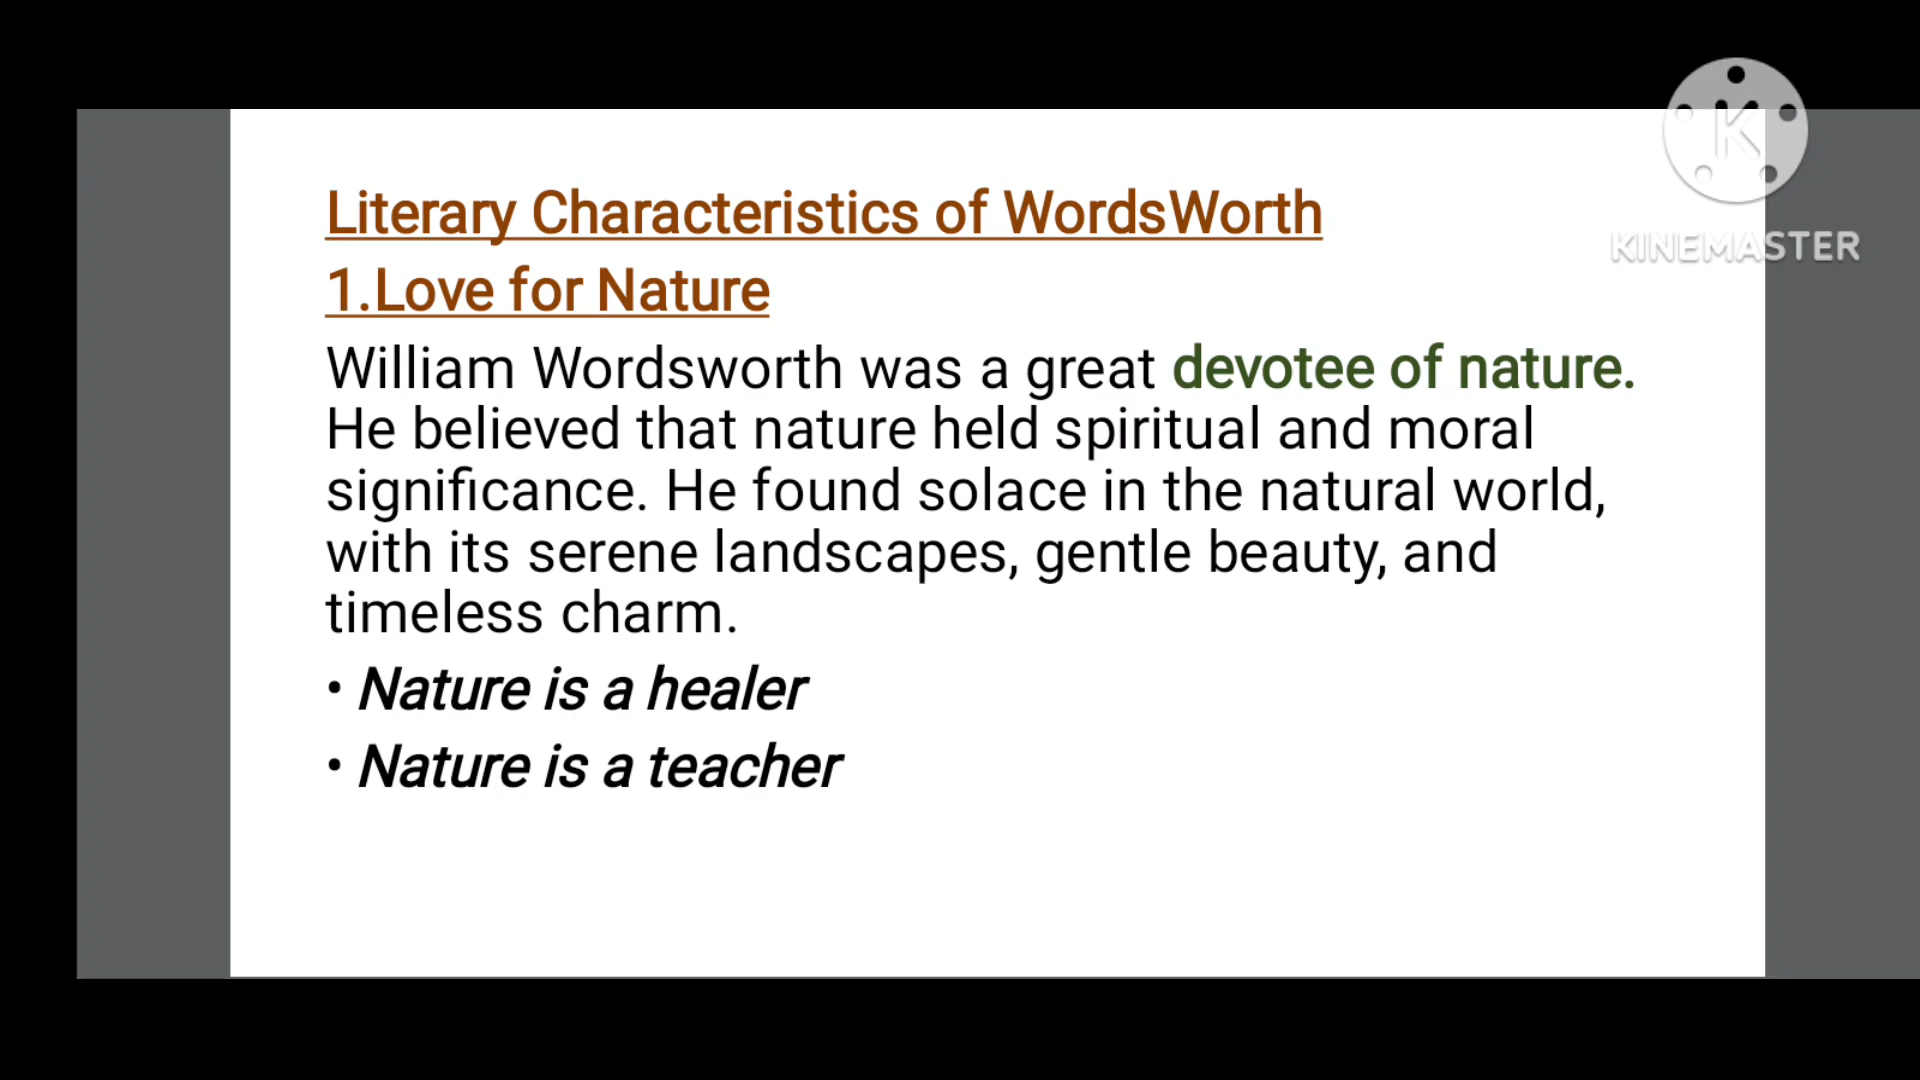 Literary Characteristics of WordsWorth
1.Love for Nature
William Wordsworth was a great devotee of nature.
He believed that nature held spiritual and moral
significance. He found solace in the natural world,
with its serene landscapes, gentle beauty, and
timeless charm.
• Nature is a healer
• Nature is a teacher
K
KINEMASTER